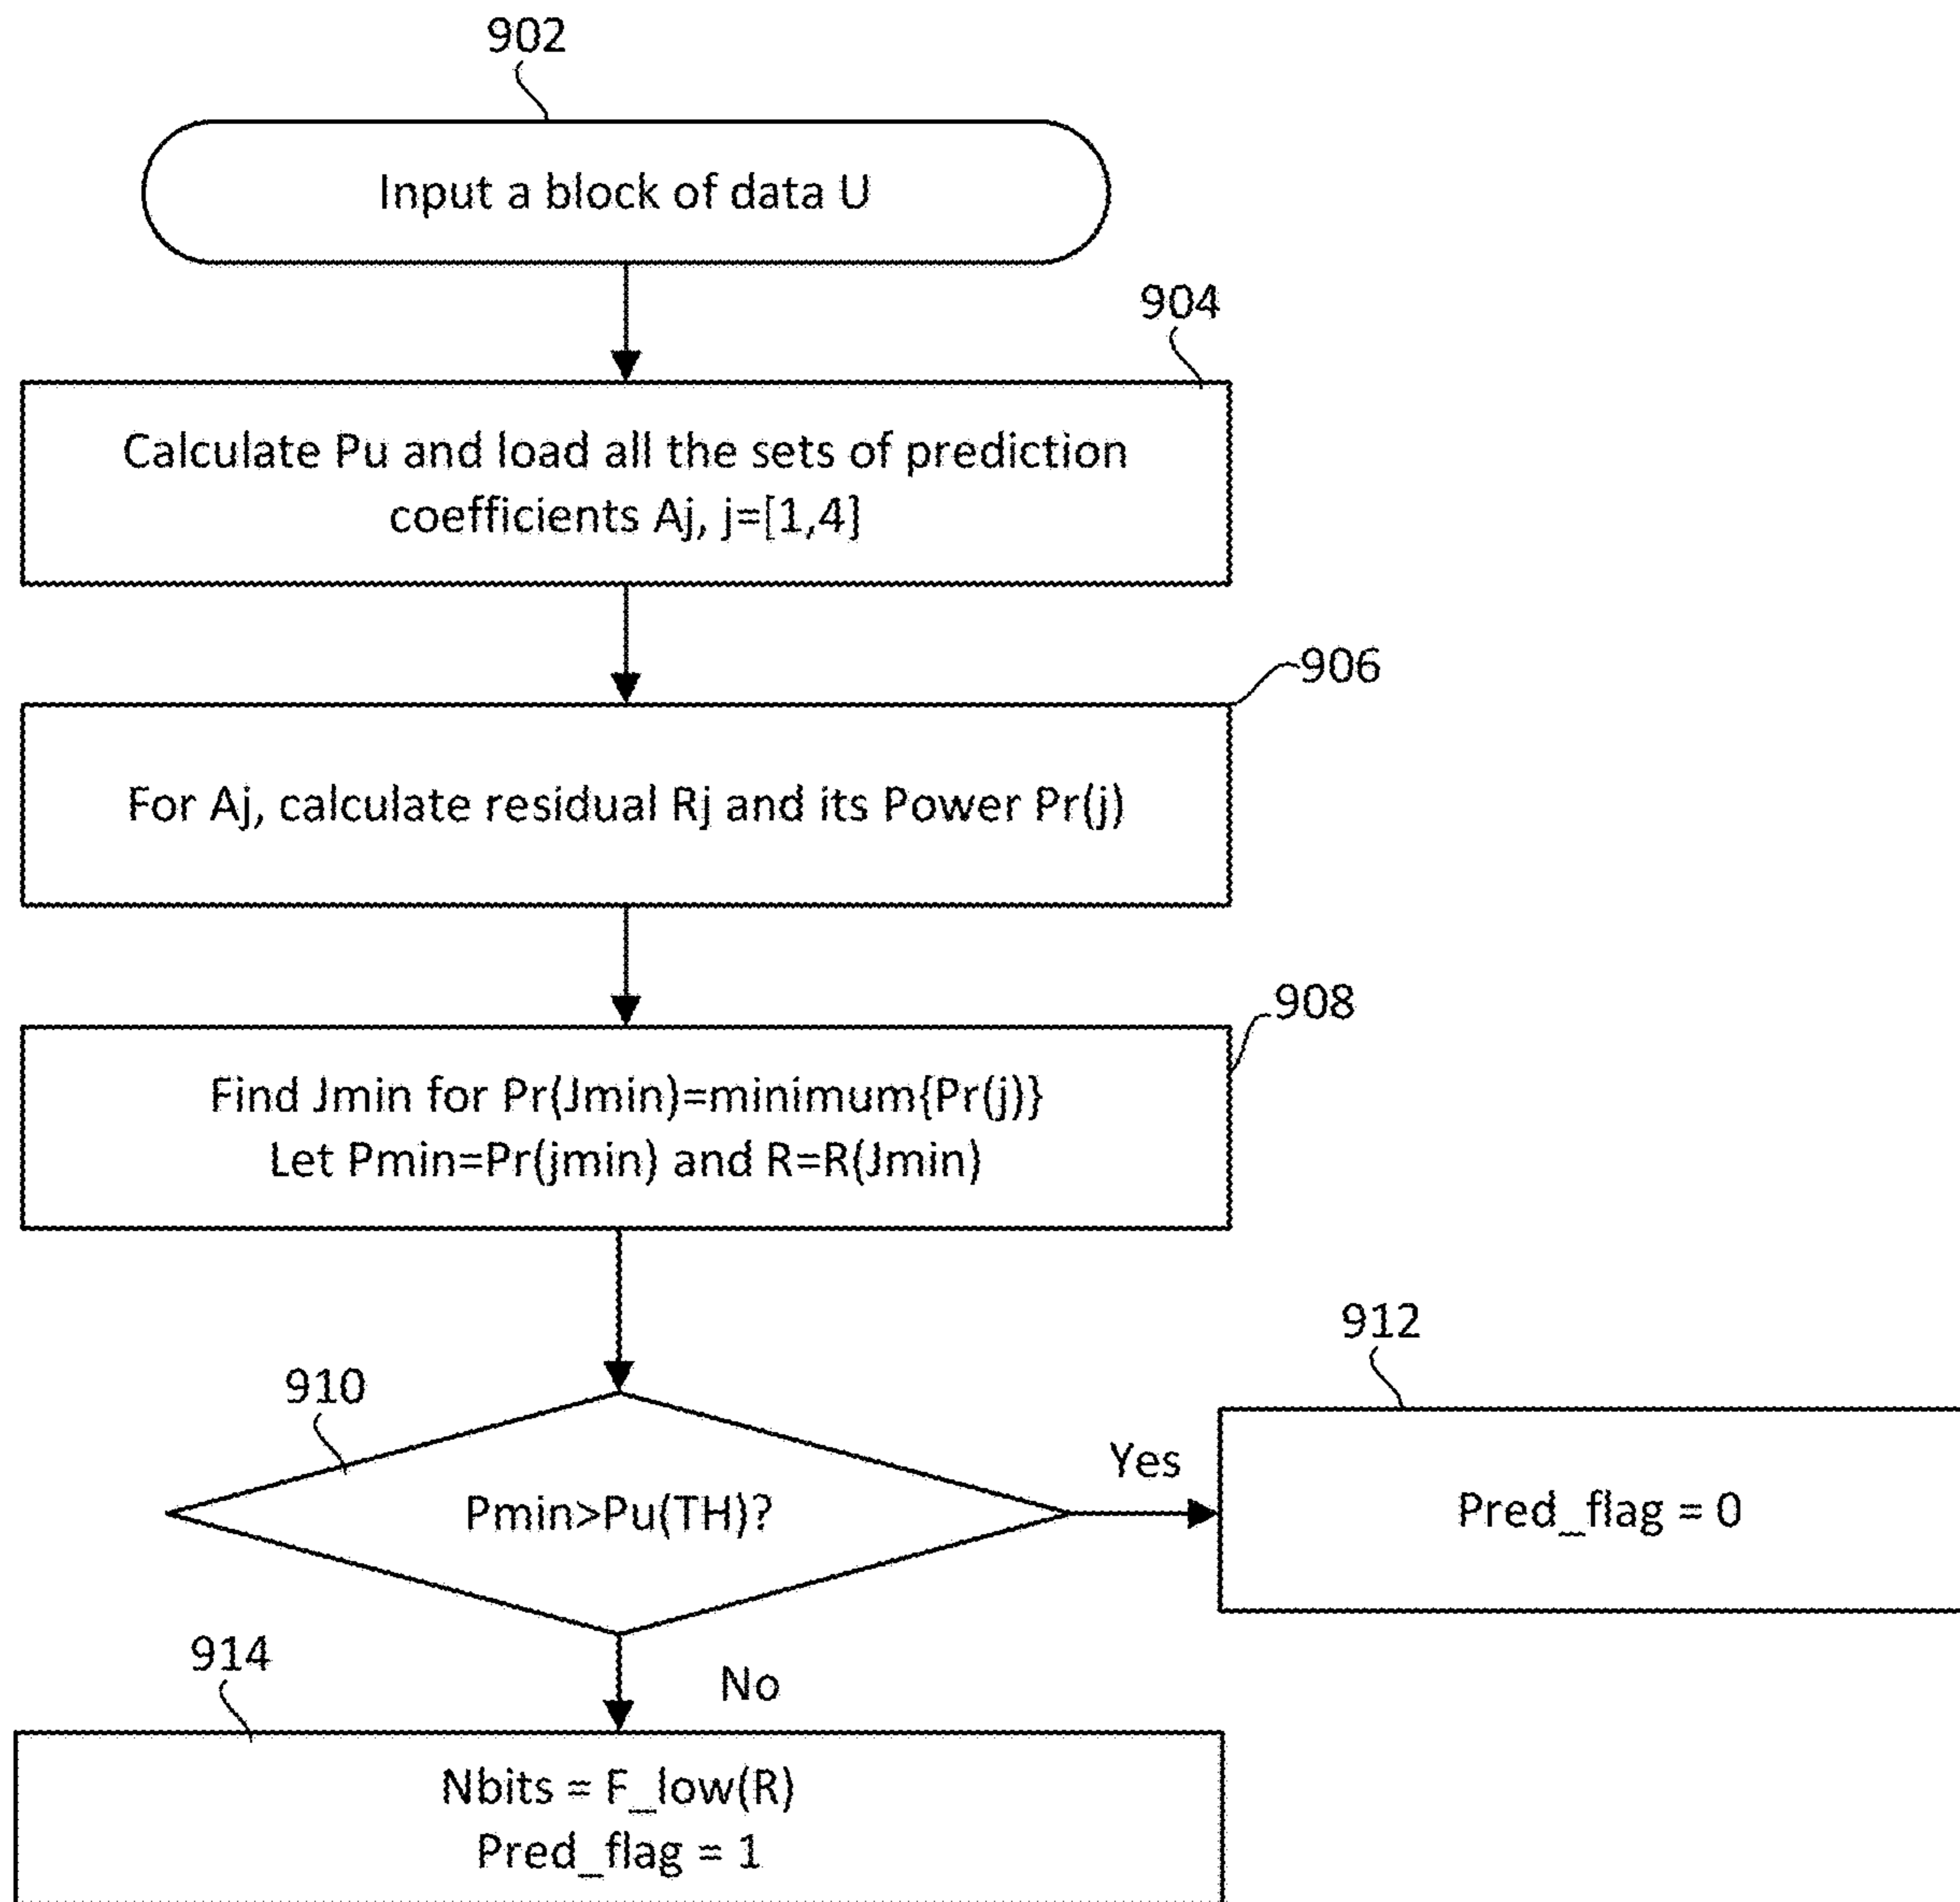 902
Input a block of data U
904
Calculate Pu and load all the sets of prediction
coefficients Aj, j=[1,4]
906
For Aj, calculate residual Rj and its Power Pr(j)
908
Find Jmin for Pr(Jmin)=minimum{Pr(j)}
Let Pmin=Pr(jmin) and R=R(Jmin)
910
Pmin>Pu(TH)?
Yes
912
Pred_flag = 0
No
914
Nbits = F_low(R)
Pred_flag = 1